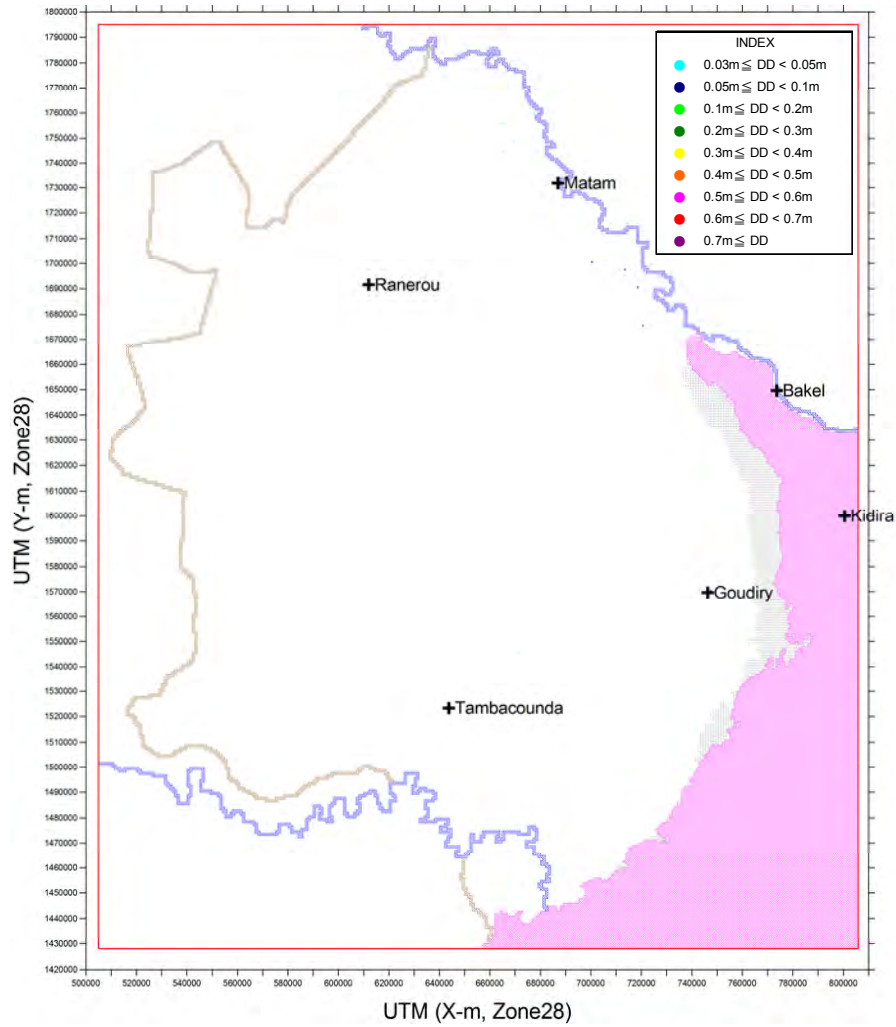 1800000
1790000
1780000
1770000
1760000
1750000
1740000
1730000
1720000
1710000
1700000
1690000
1680000
1670000
1660000
1650000
1640000
1630000
1620000
1610000
1600000
1590000
1580000
1570000
1560000
1550000
1540000
1530000
1520000
1510000
1500000
1490000
1480000
1470000
1460000
1450000
1440000
1430000
1420000
UTM (Y-m, Zone28)
INDEX
0.03m≦ DD < 0.05m
0.05m≦ DD < 0.1m
0.1m≦ DD < 0.2m
0.2m≦ DD < 0.3m
0.3m≦ DD < 0.4m
0.4m≦ DD < 0.5m
0.5m≦ DD < 0.6m
0.6m≦ DD < 0.7m
0.7m≦ DD
Matam
Ranerou
Bakel
Kidira
Goudiry
Tambacounda
500000 520000 540000 560000 580000 600000 620000 640000 660000 680000 700000 720000 740000 760000 780000 800000
UTM (X-m, Zone28)